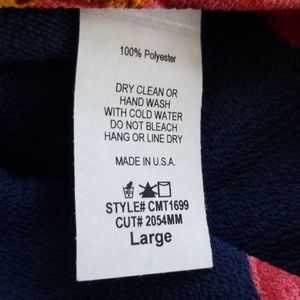 100% Polyester
DRY CLEAN OR
HAND WASH
WITH COLD WATER
DO NOT BLEACH
HANG OR LINE DRY
MADE IN U.S.A.
STYLE# CMT1699
CUT# 2054MM
Large